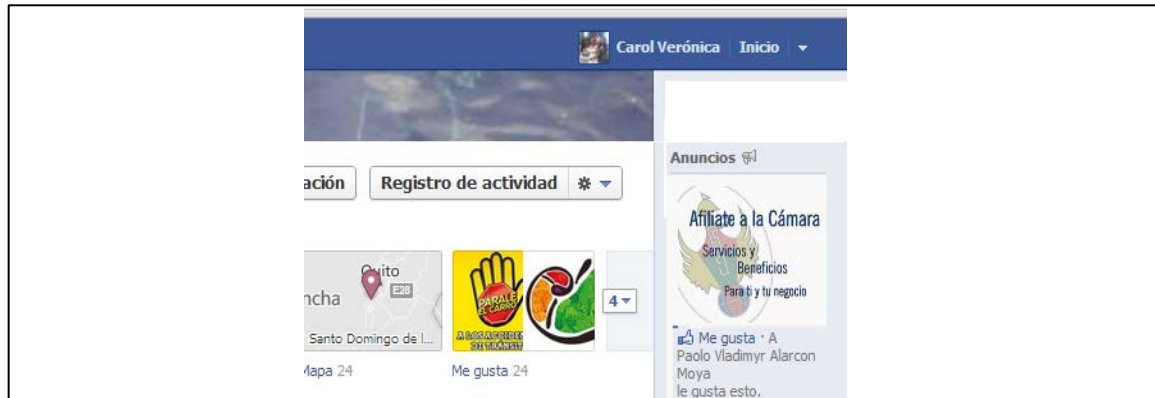 Carol Verónica Inicio
Anuncios
ación Registro de actividad
Afiliate a la Cámara
Servicios y
Beneficios
Para ti y tu negocio
Quito
E28
ncha
Santo Domingo de l...
PARALE
EL CARRO
A LOS ACCIDE
DE TRANSIT
4
Mapa 24
Me gusta 24
Me gusta · A
Paolo Vladimyr Alarcon
Moya
le gusta esto.